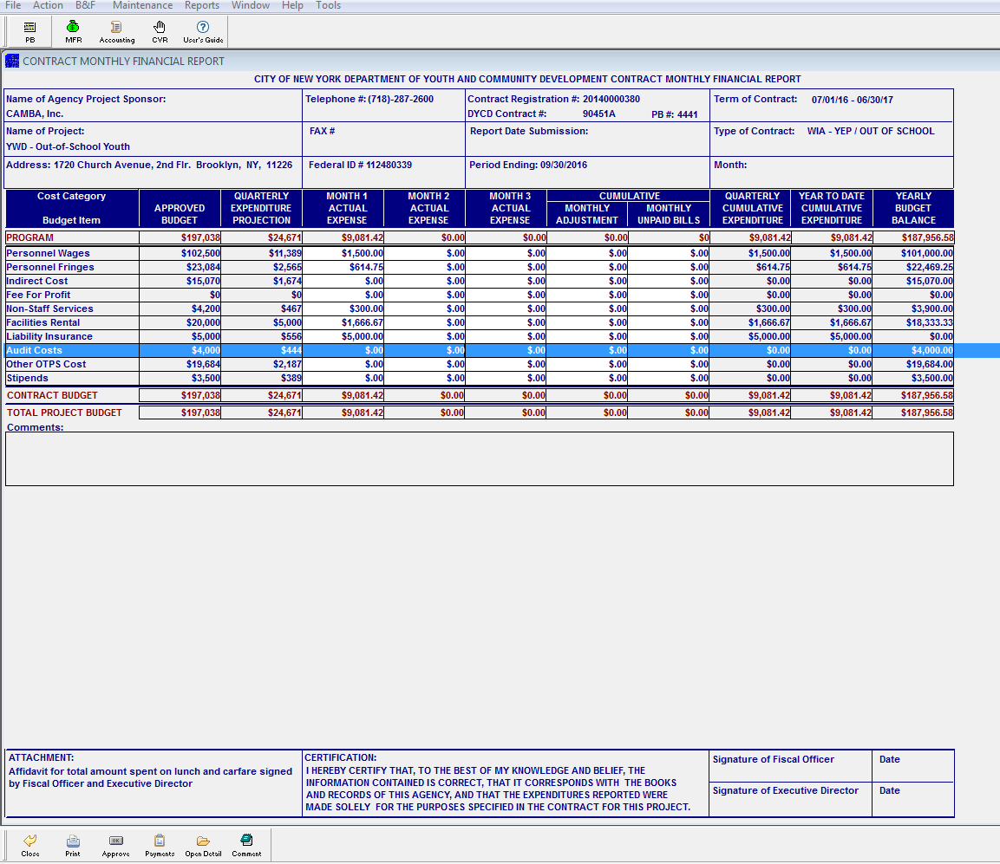 File Action B&F Maintenance Reports Window Help Tools
PB MFR Accounting CVR User's Guide
CONTRACT MONTHLY FINANCIAL REPORT
CITY OF NEW YORK DEPARTMENT OF YOUTH AND COMMUNITY DEVELOPMENT CONTRACT MONTHLY FINANCIAL REPORT
Name of Agency Project Sponsor:
CAMBA, Inc.
Telephone #: (718)-287-2600
Contract Registration #: 20140000380
DYCD Contract #: 90451A PB #: 4441
Term of Contract: 07/01/16 - 06/30/17
Name of Project:
YWD - Out-of-School Youth
FAX #
Report Date Submission:
Type of Contract: WIA - YEP / OUT OF SCHOOL
Address: 1720 Church Avenue, 2nd Flr. Brooklyn, NY, 11226
Federal ID # 112480339
Period Ending: 09/30/2016
Month:
Cost Category
Budget Item
APPROVED
BUDGET
QUARTERLY
EXPENDITURE
PROJECTION
MONTH 1
ACTUAL
EXPENSE
MONTH 2
ACTUAL
EXPENSE
MONTH 3
ACTUAL
EXPENSE
CUMULATIVE
MONTHLY
ADJUSTMENT
MONTHLY
UNPAID BILLS
QUARTERLY
CUMULATIVE
EXPENDITURE
YEAR TO DATE
CUMULATIVE
EXPENDITURE
YEARLY
BUDGET
BALANCE
PROGRAM $197,038 $24,671 $9,081.42 $0.00 $0.00 $0.00 $0 $9,081.42 $9,081.42 $187,956.58
Personnel Wages $102,500 $11,389 $1,500.00 $.00 $.00 $.00 $.00 $1,500.00 $1,500.00 $101,000.00
Personnel Fringes $23,084 $2,565 $614.75 $.00 $.00 $.00 $.00 $614.75 $614.75 $22,469.25
Indirect Cost $15,070 $1,674 $.00 $.00 $.00 $.00 $.00 $0.00 $0.00 $15,070.00
Fee For Profit $0 $0 $.00 $.00 $.00 $.00 $.00 $0.00 $0.00 $0.00
Non-Staff Services $4,200 $467 $300.00 $.00 $.00 $.00 $.00 $300.00 $300.00 $3,900.00
Facilities Rental $20,000 $5,000 $1,666.67 $.00 $.00 $.00 $.00 $1,666.67 $1,666.67 $18,333.33
Liability Insurance $5,000 $556 $5,000.00 $.00 $.00 $.00 $.00 $5,000.00 $5,000.00 $0.00
Audit Costs $4,000 $444 $.00 $.00 $.00 $.00 $.00 $0.00 $0.00 $4,000.00
Other OTPS Cost $19,684 $2,187 $.00 $.00 $.00 $.00 $.00 $0.00 $0.00 $19,684.00
Stipends $3,500 $389 $.00 $.00 $.00 $.00 $.00 $0.00 $0.00 $3,500.00
CONTRACT BUDGET $197,038 $24,671 $9,081.42 $0.00 $0.00 $0.00 $0.00 $9,081.42 $9,081.42 $187,956.58
TOTAL PROJECT BUDGET $197,038 $24,671 $9,081.42 $0.00 $0.00 $0.00 $0.00 $9,081.42 $9,081.42 $187,956.58
Comments:
ATTACHMENT:
Affidavit for total amount spent on lunch and carfare signed
by Fiscal Officer and Executive Director
CERTIFICATION:
I HEREBY CERTIFY THAT, TO THE BEST OF MY KNOWLEDGE AND BELIEF, THE
INFORMATION CONTAINED IS CORRECT, THAT IT CORRESPONDS WITH THE BOOKS
AND RECORDS OF THIS AGENCY, AND THAT THE EXPENDITURES REPORTED WERE
MADE SOLELY FOR THE PURPOSES SPECIFIED IN THE CONTRACT FOR THIS PROJECT.
Signature of Fiscal Officer Date
Signature of Executive Director Date
OK
Close Print Approve Payments Open Detail Comment